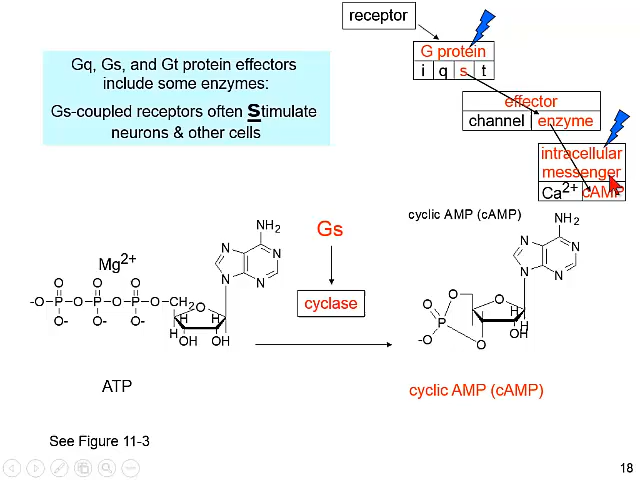 receptor
G protein
i q s t
effector
channel enzyme
intracellular
messenger
Ca2+ cAMP
Gq, Gs, and Gt protein effectors
include some enzymes:
Gs-coupled receptors often Stimulate
neurons & other cells
cyclic AMP (cAMP)
Gs
cyclase
Mg2+
NH2
N
N
N
N
-O P O P O P O CH2 O
O O O
O- O- O-
H H H H
OH OH
ATP
NH2
N
N
N
N
O O
O P
-O O
H H
OH
cyclic AMP (cAMP)
See Figure 11-3
18